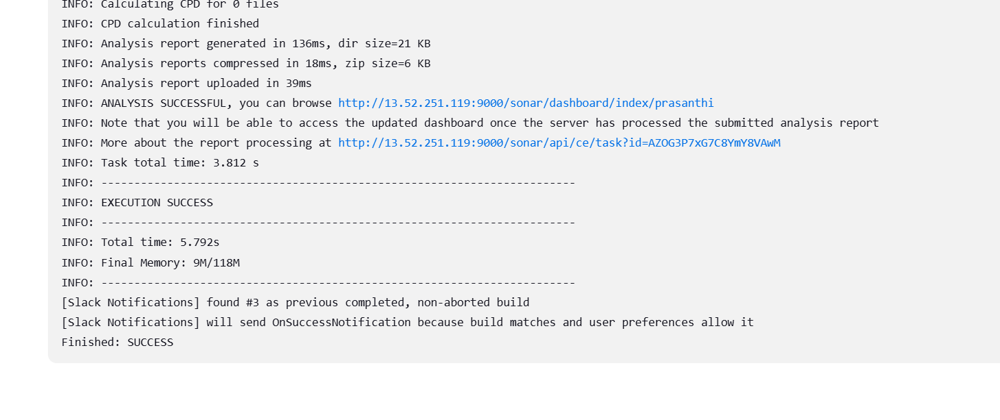 INFO: Calculating CPD for 0 files
INFO: CPD calculation finished
INFO: Analysis report generated in 136ms, dir size=21 KB
INFO: Analysis reports compressed in 18ms, zip size=6 KB
INFO: Analysis report uploaded in 39ms
INFO: ANALYSIS SUCCESSFUL, you can browse http://13.52.251.119:9000/sonar/dashboard/index/prasanthi
INFO: Note that you will be able to access the updated dashboard once the server has processed the submitted analysis report
INFO: More about the report processing at http://13.52.251.119:9000/sonar/api/ce/task?id=AZOG3P7xG7C8YmY8VAwM
INFO: Task total time: 3.812 s
INFO: ------------------------------------------------------------------------
INFO: EXECUTION SUCCESS
INFO: ------------------------------------------------------------------------
INFO: Total time: 5.792s
INFO: Final Memory: 9M/118M
INFO: ------------------------------------------------------------------------
[Slack Notifications] found #3 as previous completed, non-aborted build
[Slack Notifications] will send OnSuccessNotification because build matches and user preferences allow it
Finished: SUCCESS